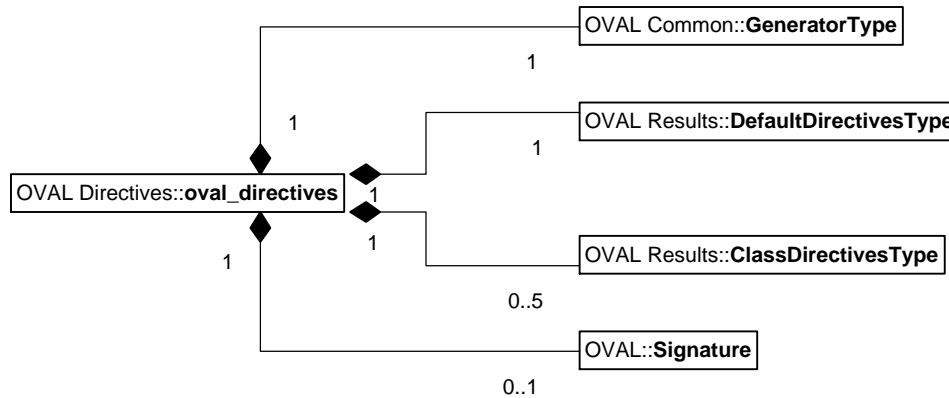 OVAL Common::GeneratorType
1
1
OVAL Results::DefaultDirectivesType
1
1
OVAL Directives::oval_directives
1
1
OVAL Results::ClassDirectivesType
0..5
OVAL::Signature
0..1